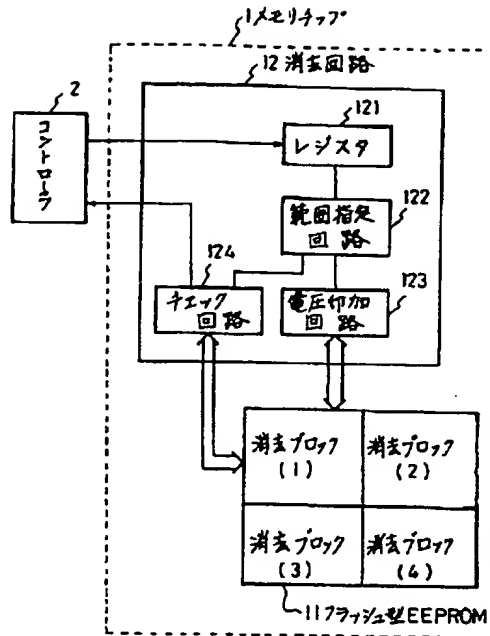 1メモリチップ
12消去回路
2
コントローラ
121
レジスタ
122
範囲指定
回路
124
チェック
回路
123
電圧印加
回路
消去ブロック
(1)
消去ブロック
(2)
消去ブロック
(3)
消去ブロック
(4)
11フラッシュ型EEPROM